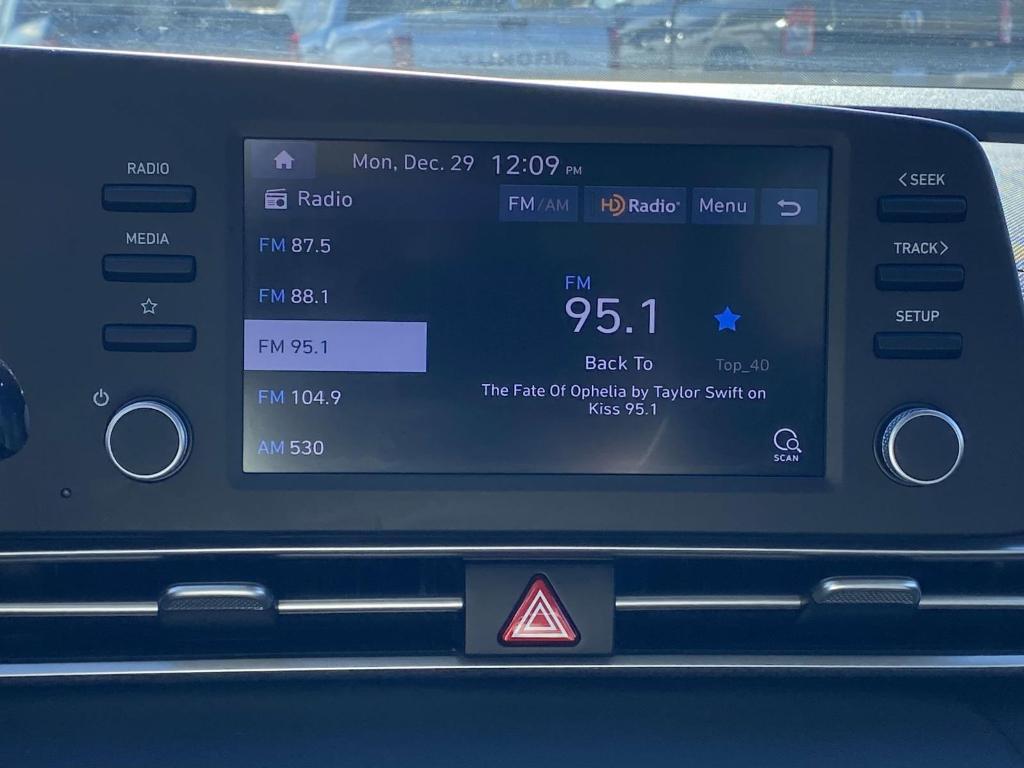 TUNDRA
RADIO
MEDIA
Mon, Dec. 29 12:09 PM
Radio
FM/AM HD Radio Menu
FM 87.5
FM 88.1
FM 95.1
FM 104.9
AM 530
FM
95.1
Back To Top_40
The Fate Of Ophelia by Taylor Swift on
Kiss 95.1
SCAN
<SEEK
TRACK>
SETUP